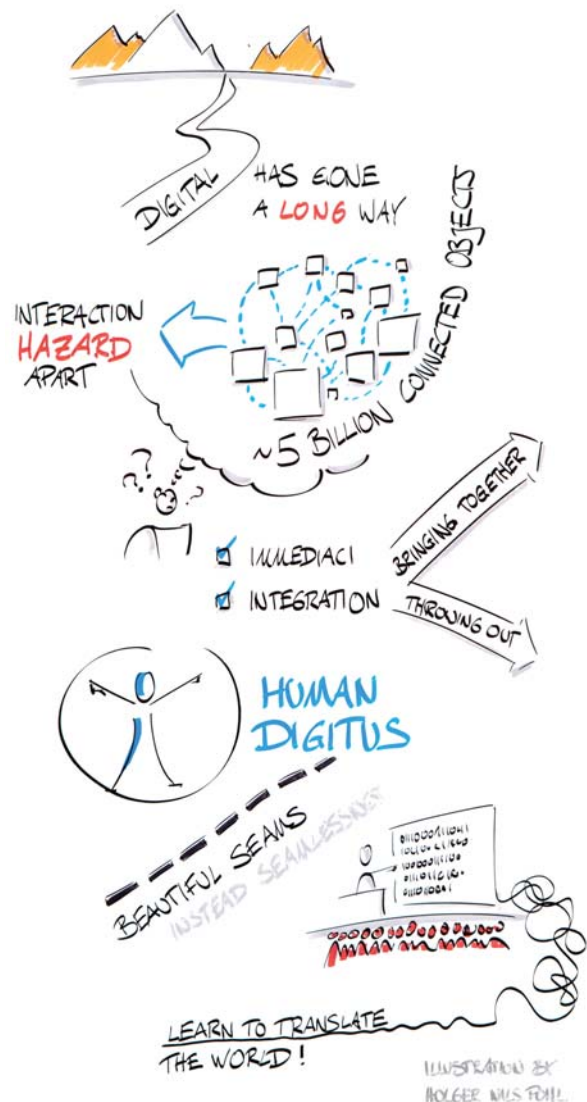 DIGITAL
HAS GONE
A LONG WAY
INTERACTION
HAZARD
APART
~5 BILLION CONNECTED OBJECTS
???
?
IMMEDIACI
INTEGRATION
BRINGING TOGETHER
THROWING OUT
HUMAN
DIGITUS
BEAUTIFUL SEAMS
INSTEAD SEAMLESSNESS
LEARN TO TRANSLATE
THE WORLD!
ILLUSTRATION BY
HOLGER NILS POHL